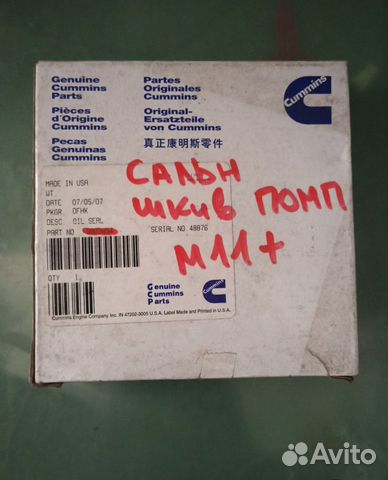 Genuine
Cummins
Parts
Partes
Originales
Cummins
Pièces
d'Origine
Cummins
Original-
Ersatzteile
von Cummins
Pecas
Genuinas
Cummins
真正康明斯零件
Cummins
MADE IN USA
WT
DATE 07/05/07
PKGR. OFHK
DESC. OIL SEAL
PART NO
SERIAL NO. 48876
QTY 1
Genuine
Cummins
Parts
Cummins Engine Company Inc. IN 47202-3005 U.S.A. Label Made and Printed in U.S.A.
САЛЬН
ШКИВ ПОМП
М11+
Avito